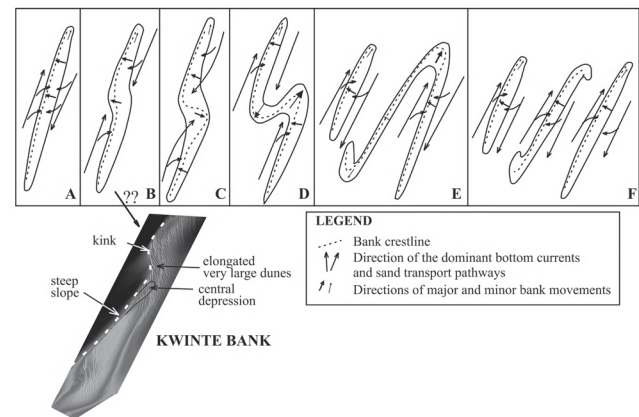 A
B
C
D
E
F
??
kink
elongated
very large dunes
central
depression
steep
slope
KWINTE BANK
LEGEND
Bank crestline
Direction of the dominant bottom currents
and sand transport pathways
Directions of major and minor bank movements